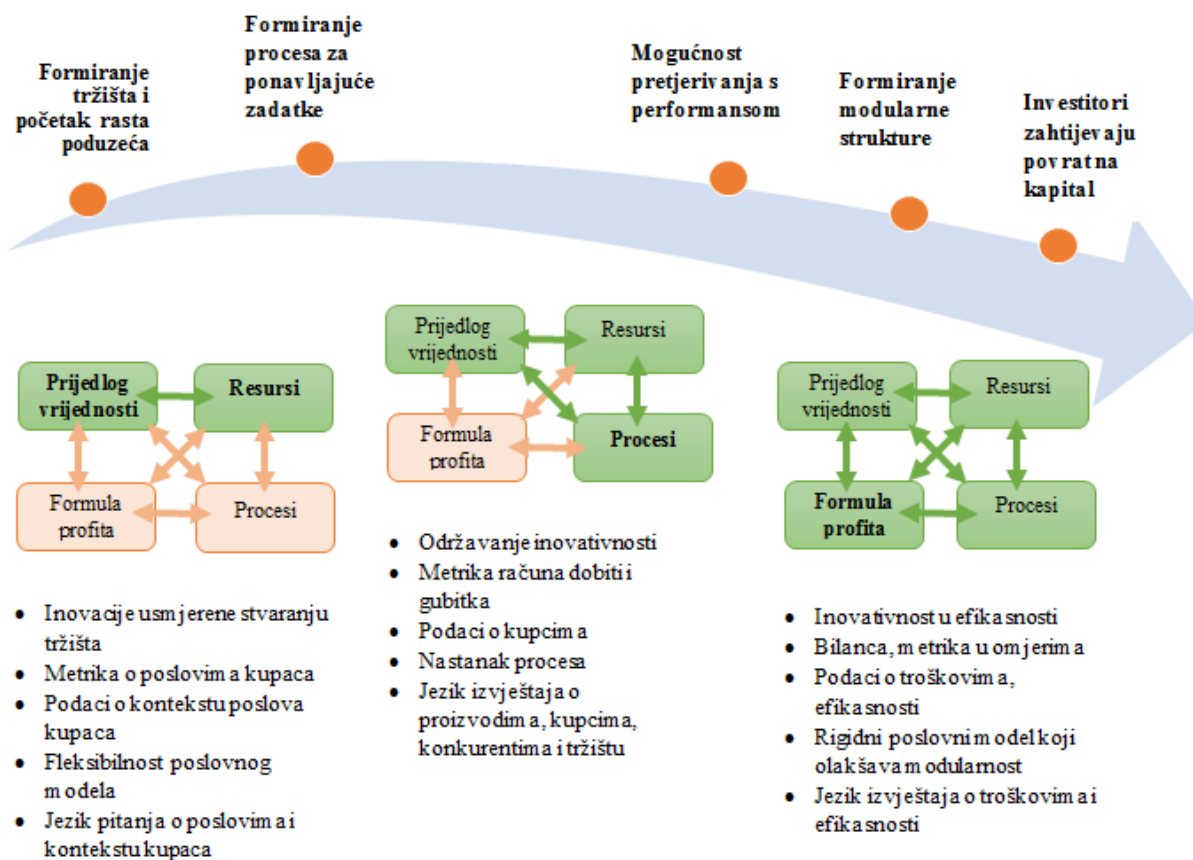 Formiranje
tržišta i
početak rasta
poduzeća
Formiranje
procesa za
ponavljajuće
zadatke
Mogućnost
pretjerivanja s
performansom
Formiranje
modularne
strukture
Investitori
zahtijevaju
povrat na
kapital
Prijedlog
vrijednosti
Resursi
Formula
profita
Procesi
• Inovacije usmjerene stvaranju
tržišta
• Metrika o poslovima kupaca
• Podaci o kontekstu poslova
kupaca
• Fleksibilnost poslovnog
modela
• Jezik pitanja o poslovima i
kontekstu kupaca
Prijedlog
vrijednosti
Resursi
Formula
profita
Procesi
• Održavanje inovativnosti
• Metrika računa dobiti i
gubitka
• Podaci o kupcima
• Nastanak procesa
• Jezik izvještaja o
proizvodima, kupcima,
konkurentima i tržištu
Prijedlog
vrijednosti
Resursi
Formula
profita
Procesi
• Inovativnost u efikasnosti
• Bilanca, metrika u omjerima
• Podaci o troškovima,
efikasnosti
• Rigidni poslovni model koji
olakšava modularnost
• Jezik izvještaja o troškovima i
efikasnosti